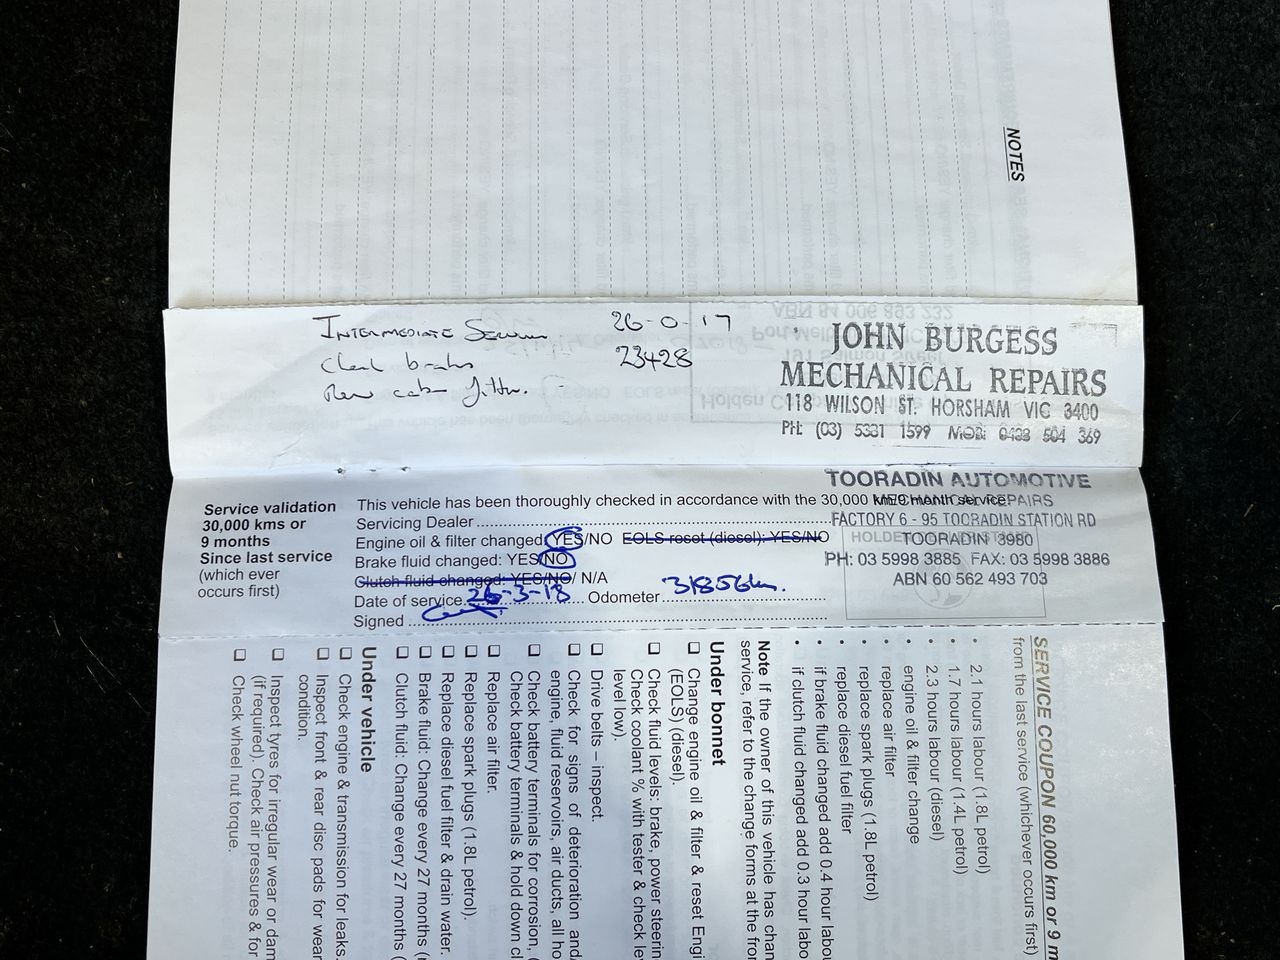 NOTES
INTERMEDIATE Service 26-0-17
Check brakes 23428
New cabin filter.
JOHN BURGESS
MECHANICAL REPAIRS
118 WILSON ST. HORSHAM VIC 3400
PH: (03) 5331 1599 MOB: 0433 504 369
Service validation
30,000 kms or
9 months
Since last service
(which ever
occurs first)
This vehicle has been thoroughly checked in accordance with the 30,000 km/9 month service.
Servicing Dealer
Engine oil & filter changed: YES/NO EOLS reset (diesel): YES/NO
Brake fluid changed: YES/NO
Clutch fluid changed: YES/NO/ N/A
Date of service 26-3-18 Odometer 31856km.
Signed
TOORADIN AUTOMOTIVE
MECHANICAL REPAIRS
FACTORY 6 - 95 TOORADIN STATION RD
TOORADIN 3980
PH: 03 5998 3885 FAX: 03 5998 3886
ABN 60 562 493 703
SERVICE COUPON 60,000 km or 9 m
from the last service (whichever occurs first)
• 2.1 hours labour (1.8L petrol)
• 1.7 hours labour (1.4L petrol)
• 2.3 hours labour (diesel)
• engine oil & filter change
• replace air filter
• replace spark plugs (1.8L petrol)
• replace diesel fuel filter
• if brake fluid changed add 0.4 hour labou
• if clutch fluid changed add 0.3 hour labo
Note If the owner of this vehicle has chan
service, refer to the change forms at the fron
Under bonnet
Change engine oil & filter & reset Engi
(EOLS) (diesel).
Check fluid levels: brake, power steerin
Check coolant % with tester & check le
level low).
Drive belts – inspect.
Check for signs of deterioration and
engine, fluid reservoirs, air ducts, all ho
Check battery terminals for corrosion,
Check battery terminals & hold down cl
Replace air filter.
Replace spark plugs (1.8L petrol).
Replace diesel fuel filter & drain water.
Brake fluid: Change every 27 months (
Clutch fluid: Change every 27 months (
Under vehicle
Check engine & transmission for leaks.
Inspect front & rear disc pads for wear
condition.
Inspect tyres for irregular wear or dam
(if required). Check air pressures & for
Check wheel nut torque.